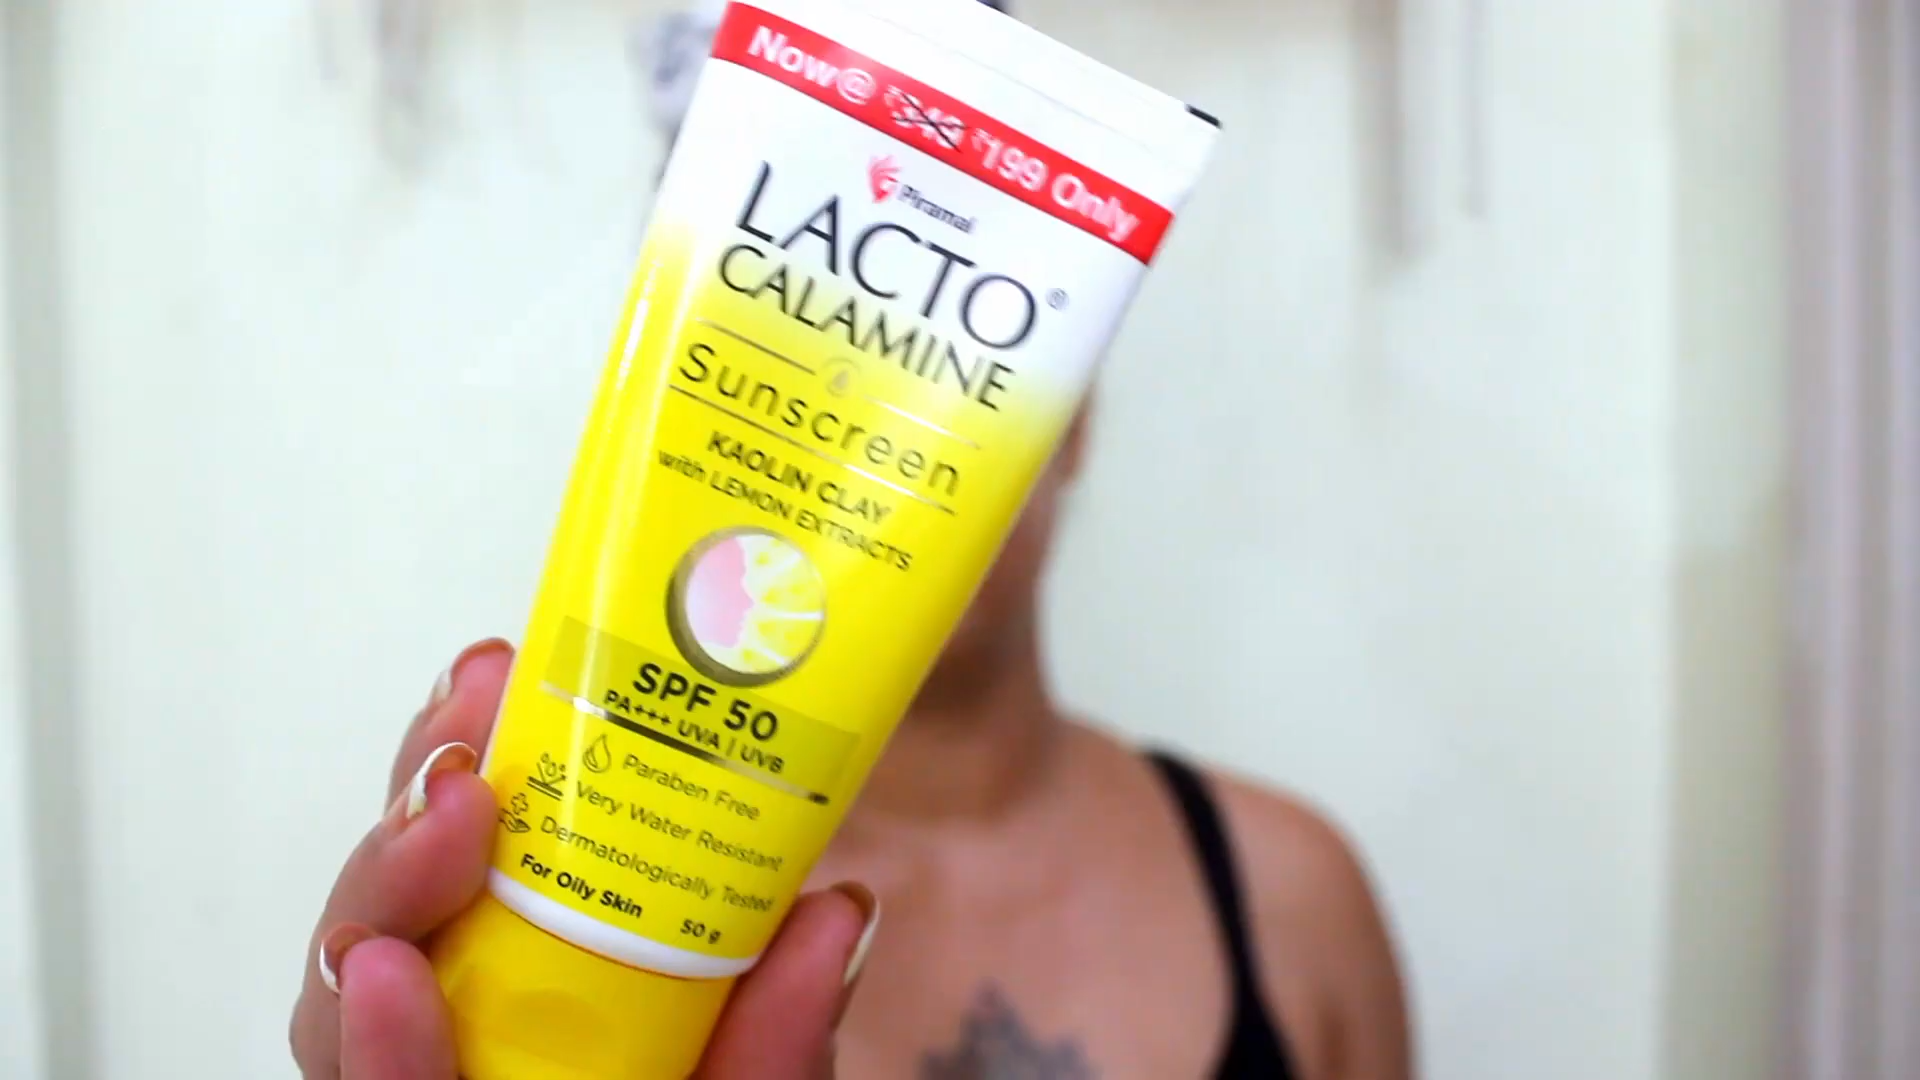 Now@ ₹349 ₹199 Only
Piramal
LACTO®
CALAMINE
Sunscreen
KAOLIN CLAY
with LEMON EXTRACTS
SPF 50
PA+++ UVA | UVB
Paraben Free
Very Water Resistant
Dermatologically Tested
For Oily Skin 50 g